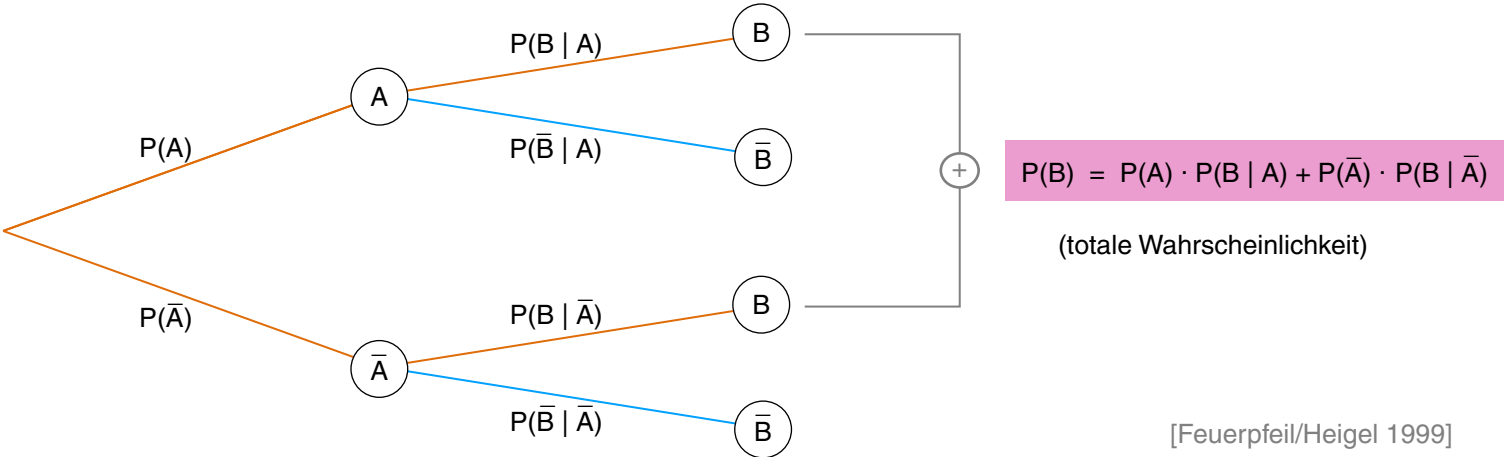 P(A)
P(A̅)
A
A̅
P(B | A)
P(B̅ | A)
P(B | A̅)
P(B̅ | A̅)
B
B̅
B
B̅
+
P(B) = P(A) · P(B | A) + P(A̅) · P(B | A̅)
(totale Wahrscheinlichkeit)
[Feuerpfeil/Heigel 1999]